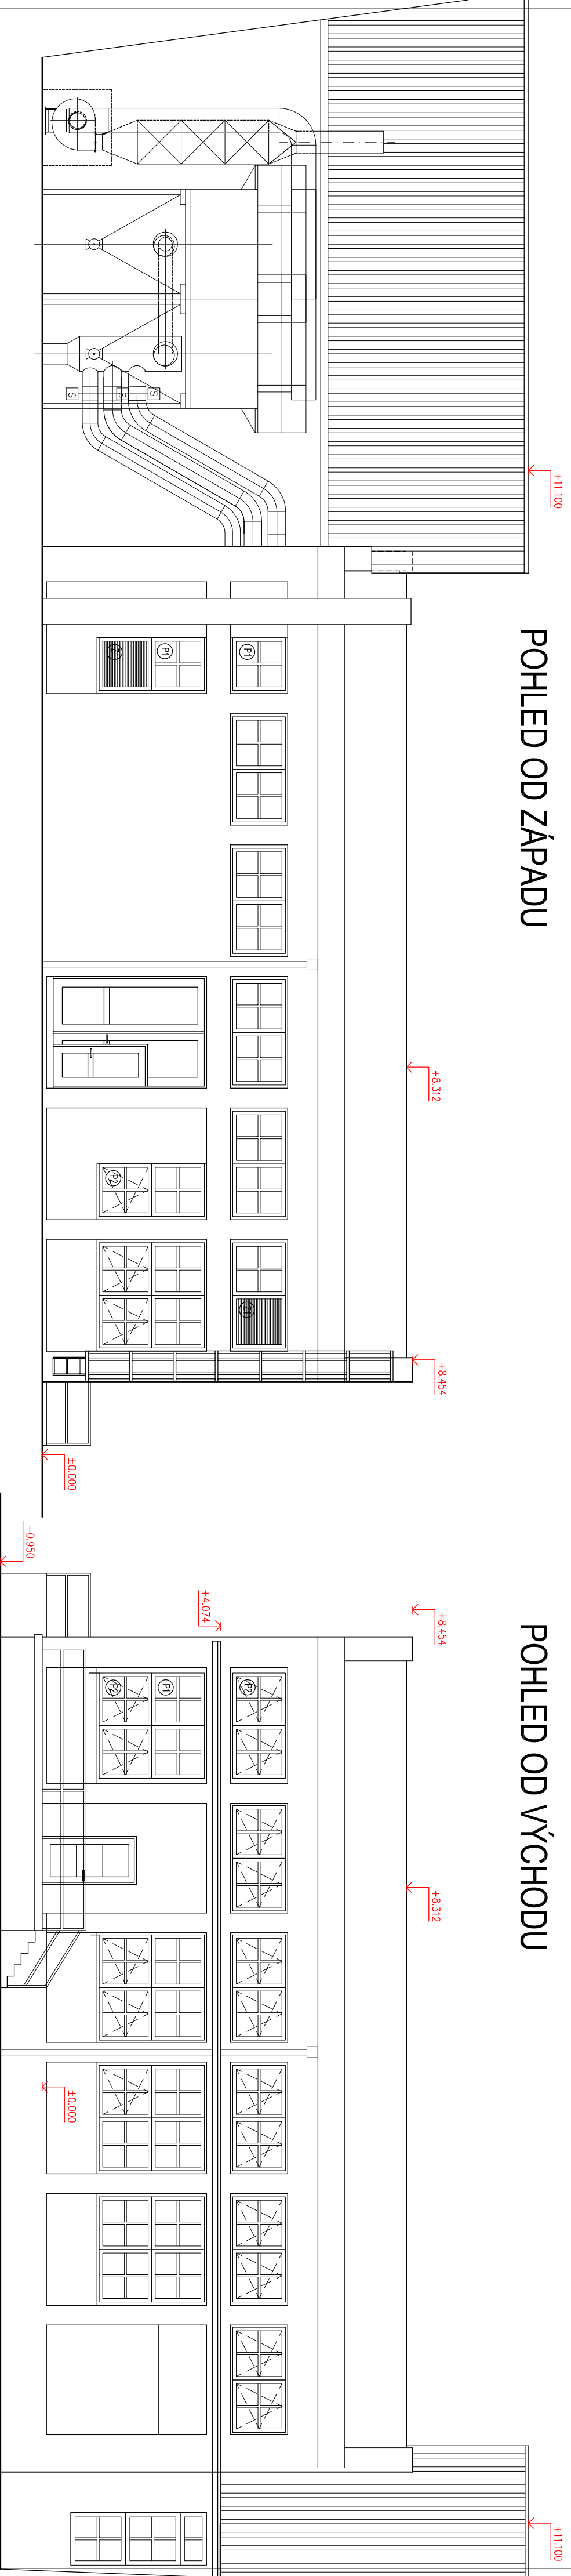 POHLED OD ZÁPADU
+11.100
+8.312
+8.454
P1
Z1
P1
P2
Z1
S
S
S
±0.000
POHLED OD VÝCHODU
+11.100
+8.454
+8.312
+4.074
P2
P1
P2
±0.000
-0.950